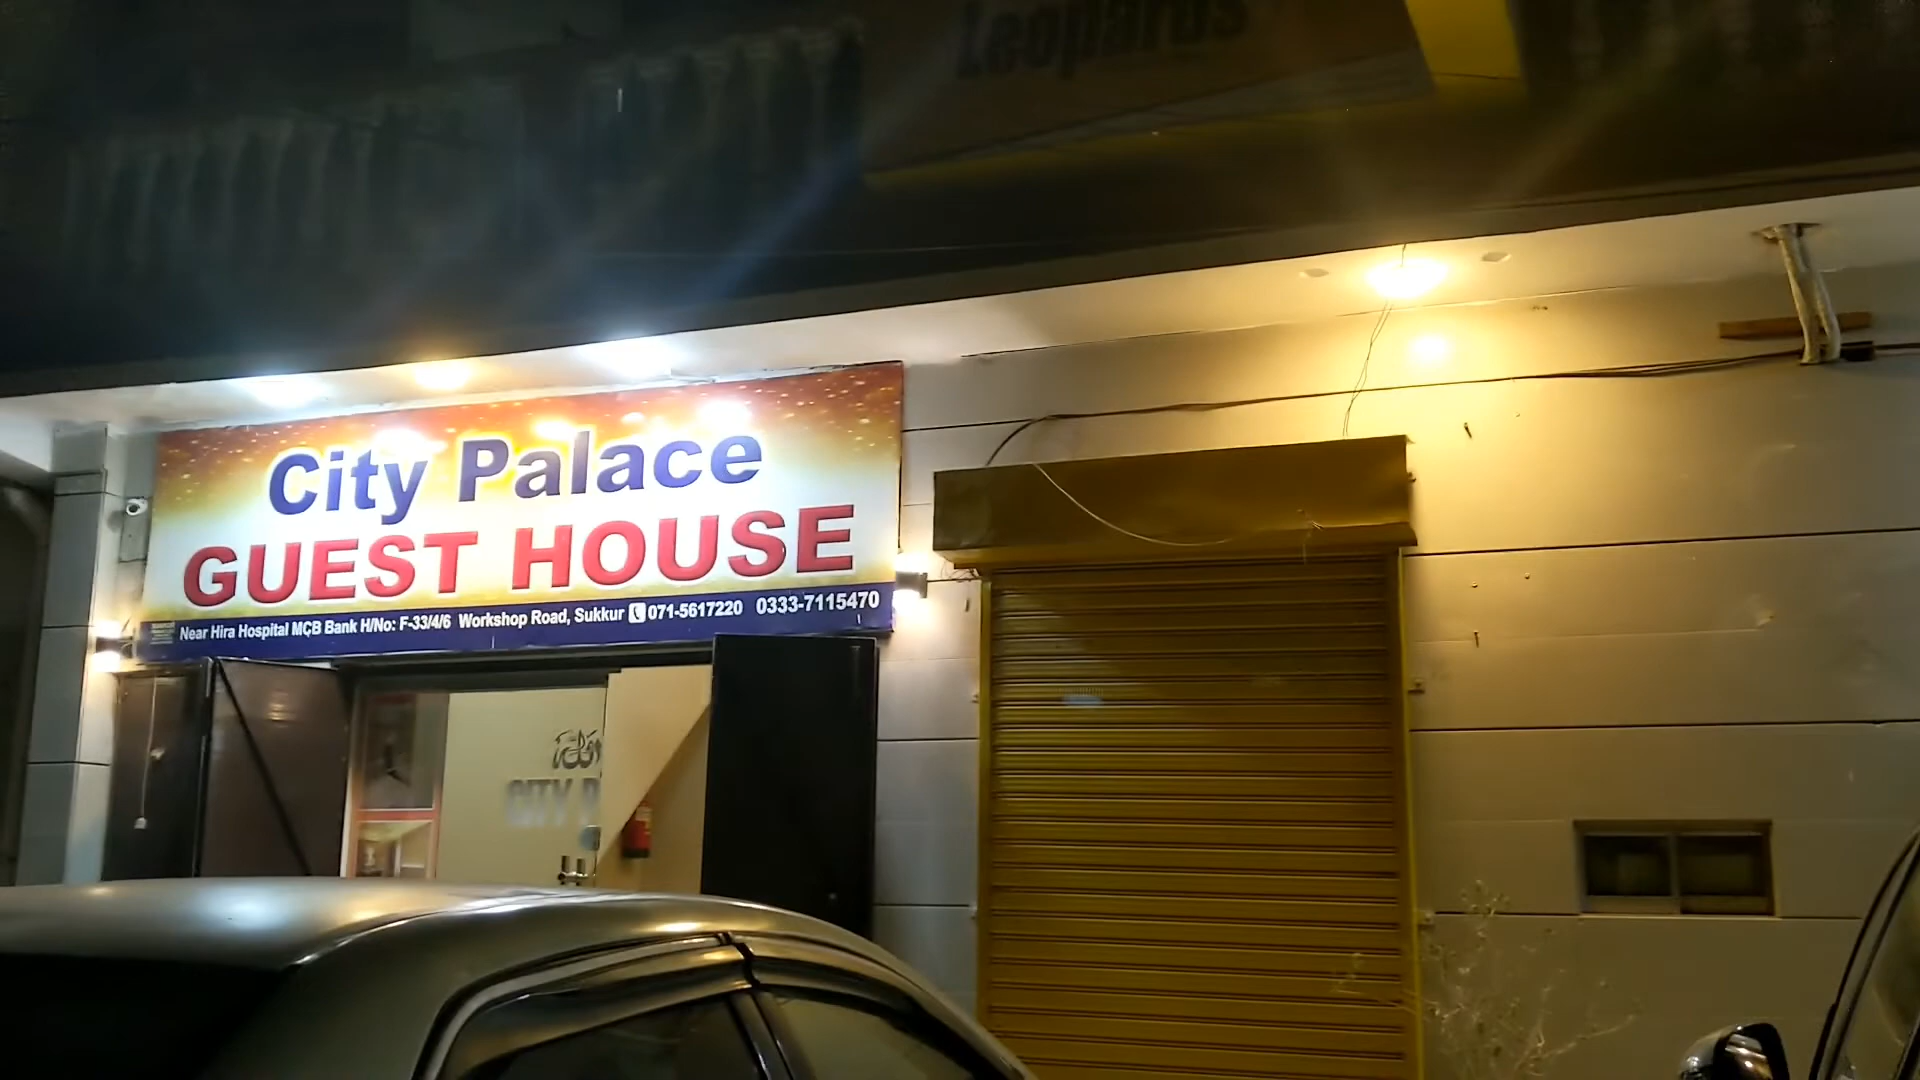 Leopards
City Palace
GUEST HOUSE
Near Hira Hospital MCB Bank H/No: F-33/4/6 Workshop Road, Sukkur 071-5617220 0333-7115470
CITY P